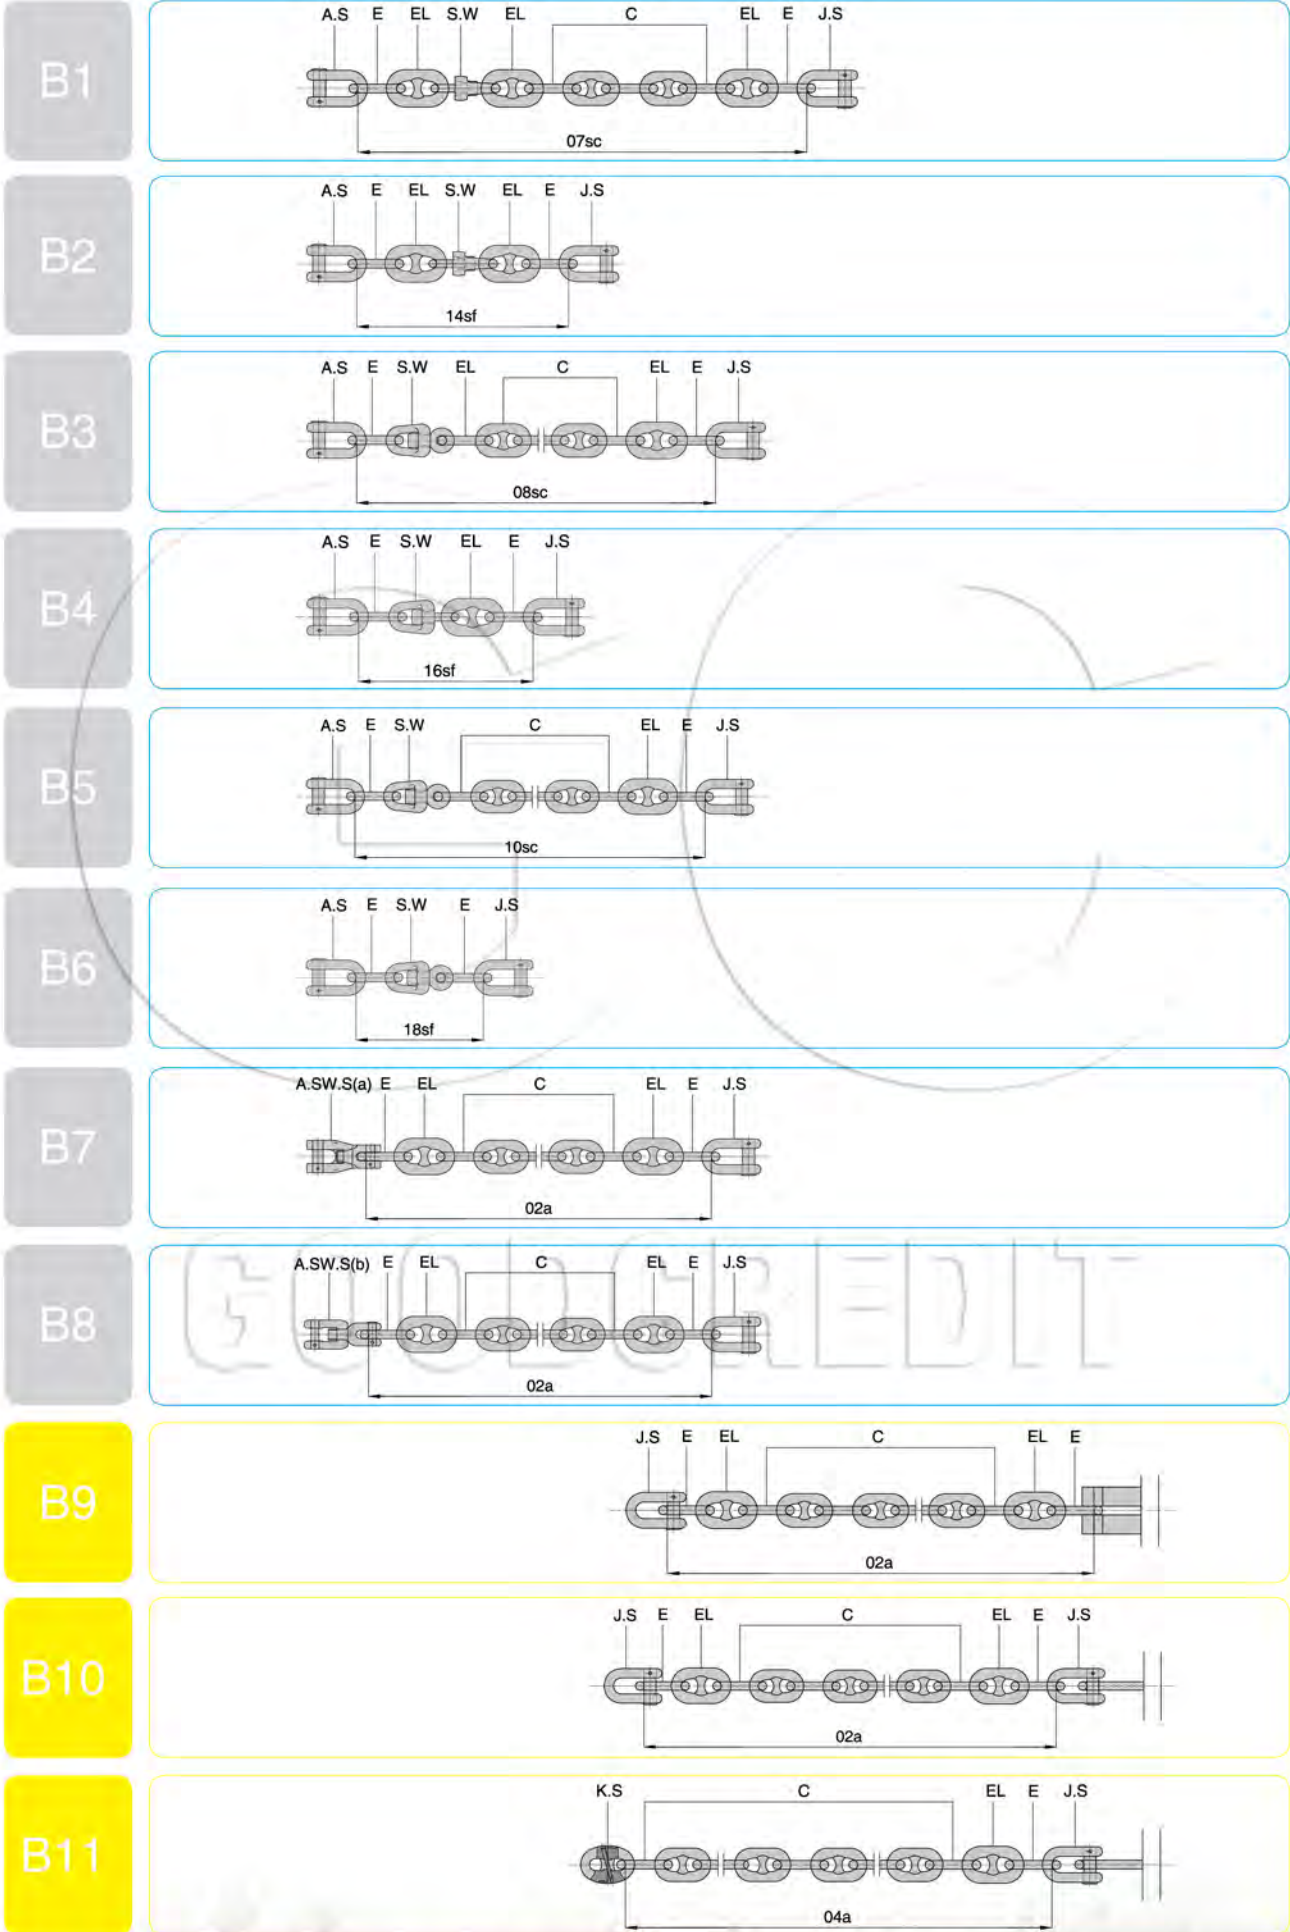 A.S E EL S.W EL C EL E J.S
B1
07sc
A.S E EL S.W EL E J.S
B2
14sf
A.S E S.W EL C EL E J.S
B3
08sc
A.S E S.W EL E J.S
B4
16sf
A.S E S.W C EL E J.S
B5
10sc
A.S E S.W E J.S
B6
18sf
A.SW.S(a) E EL C EL E J.S
B7
02a
GOODCREDIT
A.SW.S(b) E EL C EL E J.S
B8
02a
J.S E EL C EL E
B9
02a
J.S E EL C EL E J.S
B10
02a
K.S C EL E J.S
B11
04a